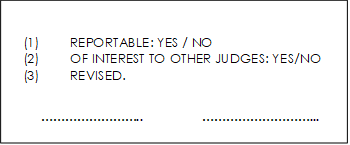 (1) REPORTABLE: YES / NO
(2) OF INTEREST TO OTHER JUDGES: YES/NO
(3) REVISED.
……………………….. …………………………...